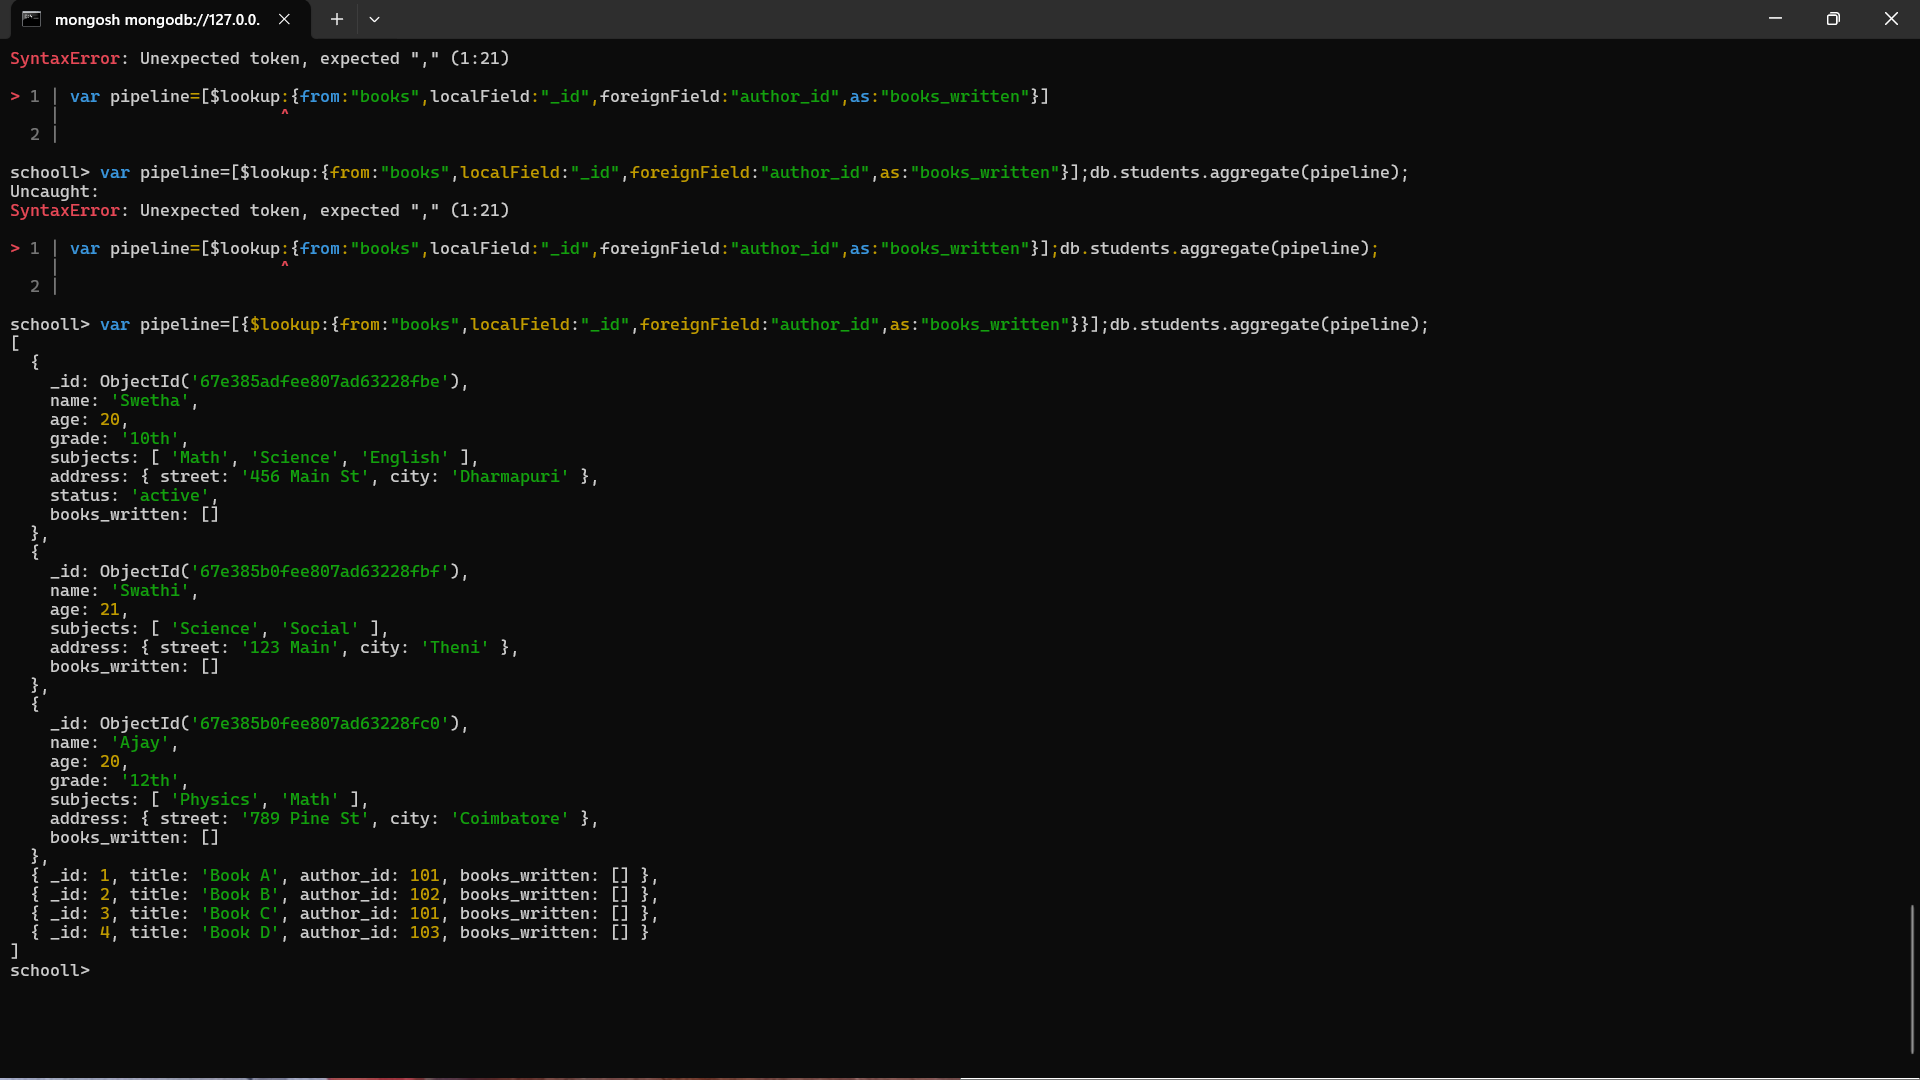 mongosh mongodb://127.0.0.
SyntaxError: Unexpected token, expected "," (1:21)
> 1 | var pipeline=[$lookup:{from:"books",localField:"_id",foreignField:"author_id",as:"books_written"}]
| ^
2 |
schooll> var pipeline=[$lookup:{from:"books",localField:"_id",foreignField:"author_id",as:"books_written"}];db.students.aggregate(pipeline);
Uncaught:
SyntaxError: Unexpected token, expected "," (1:21)
> 1 | var pipeline=[$lookup:{from:"books",localField:"_id",foreignField:"author_id",as:"books_written"}];db.students.aggregate(pipeline);
| ^
2 |
schooll> var pipeline=[{$lookup:{from:"books",localField:"_id",foreignField:"author_id",as:"books_written"}}];db.students.aggregate(pipeline);
[
{
_id: ObjectId('67e385adfee807ad63228fbe'),
name: 'Swetha',
age: 20,
grade: '10th',
subjects: [ 'Math', 'Science', 'English' ],
address: { street: '456 Main St', city: 'Dharmapuri' },
status: 'active',
books_written: []
},
{
_id: ObjectId('67e385b0fee807ad63228fbf'),
name: 'Swathi',
age: 21,
subjects: [ 'Science', 'Social' ],
address: { street: '123 Main', city: 'Theni' },
books_written: []
},
{
_id: ObjectId('67e385b0fee807ad63228fc0'),
name: 'Ajay',
age: 20,
grade: '12th',
subjects: [ 'Physics', 'Math' ],
address: { street: '789 Pine St', city: 'Coimbatore' },
books_written: []
},
{ _id: 1, title: 'Book A', author_id: 101, books_written: [] },
{ _id: 2, title: 'Book B', author_id: 102, books_written: [] },
{ _id: 3, title: 'Book C', author_id: 101, books_written: [] },
{ _id: 4, title: 'Book D', author_id: 103, books_written: [] }
]
schooll>